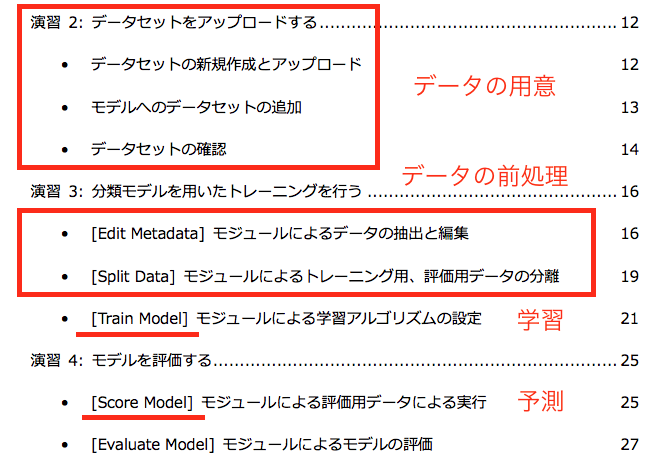 演習 2: データセットをアップロードする 12
• データセットの新規作成とアップロード 12
データの用意
• モデルへのデータセットの追加 13
• データセットの確認 14
データの前処理
演習 3: 分類モデルを用いたトレーニングを行う 16
• [Edit Metadata] モジュールによるデータの抽出と編集 16
• [Split Data] モジュールによるトレーニング用、評価用データの分離 19
• [Train Model] モジュールによる学習アルゴリズムの設定 学習 21
演習 4: モデルを評価する 25
• [Score Model] モジュールによる評価用データによる実行 予測 25
• [Evaluate Model] モジュールによるモデルの評価 27